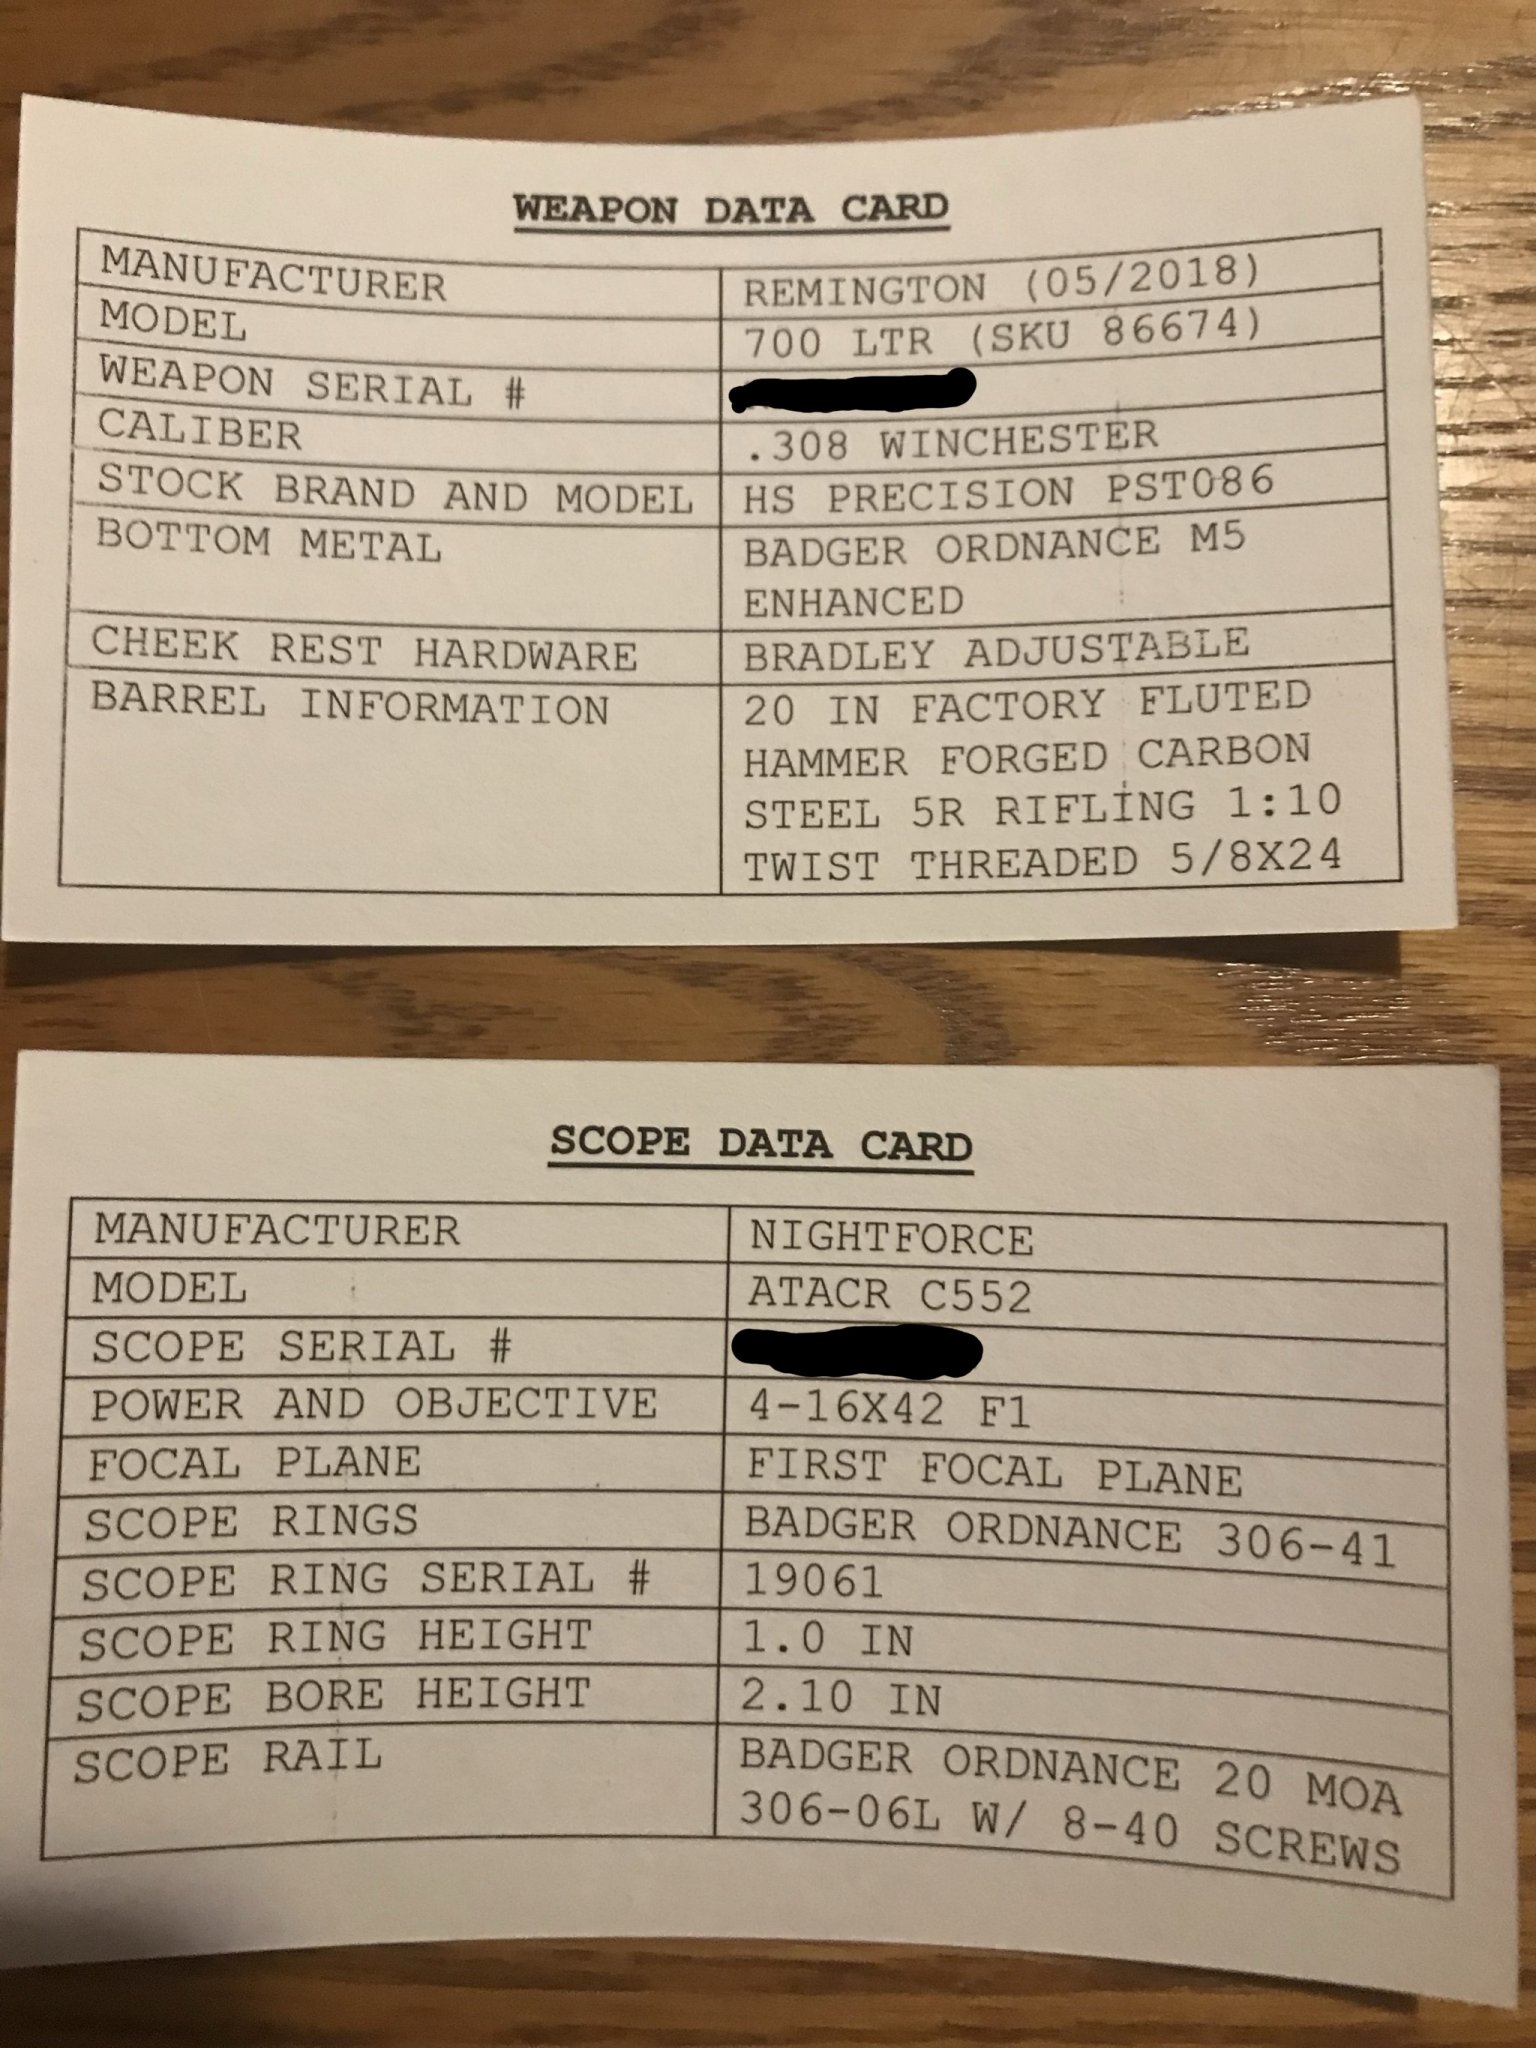 WEAPON DATA CARD
MANUFACTURER REMINGTON (05/2018)
MODEL 700 LTR (SKU 86674)
WEAPON SERIAL #
CALIBER .308 WINCHESTER
STOCK BRAND AND MODEL HS PRECISION PST086
BOTTOM METAL BADGER ORDNANCE M5
ENHANCED
CHEEK REST HARDWARE BRADLEY ADJUSTABLE
BARREL INFORMATION 20 IN FACTORY FLUTED
HAMMER FORGED CARBON
STEEL 5R RIFLING 1:10
TWIST THREADED 5/8X24
SCOPE DATA CARD
MANUFACTURER NIGHTFORCE
MODEL ATACR C552
SCOPE SERIAL #
POWER AND OBJECTIVE 4-16X42 F1
FOCAL PLANE FIRST FOCAL PLANE
SCOPE RINGS BADGER ORDNANCE 306-41
SCOPE RING SERIAL # 19061
SCOPE RING HEIGHT 1.0 IN
SCOPE BORE HEIGHT 2.10 IN
SCOPE RAIL BADGER ORDNANCE 20 MOA
306-06L W/ 8-40 SCREWS